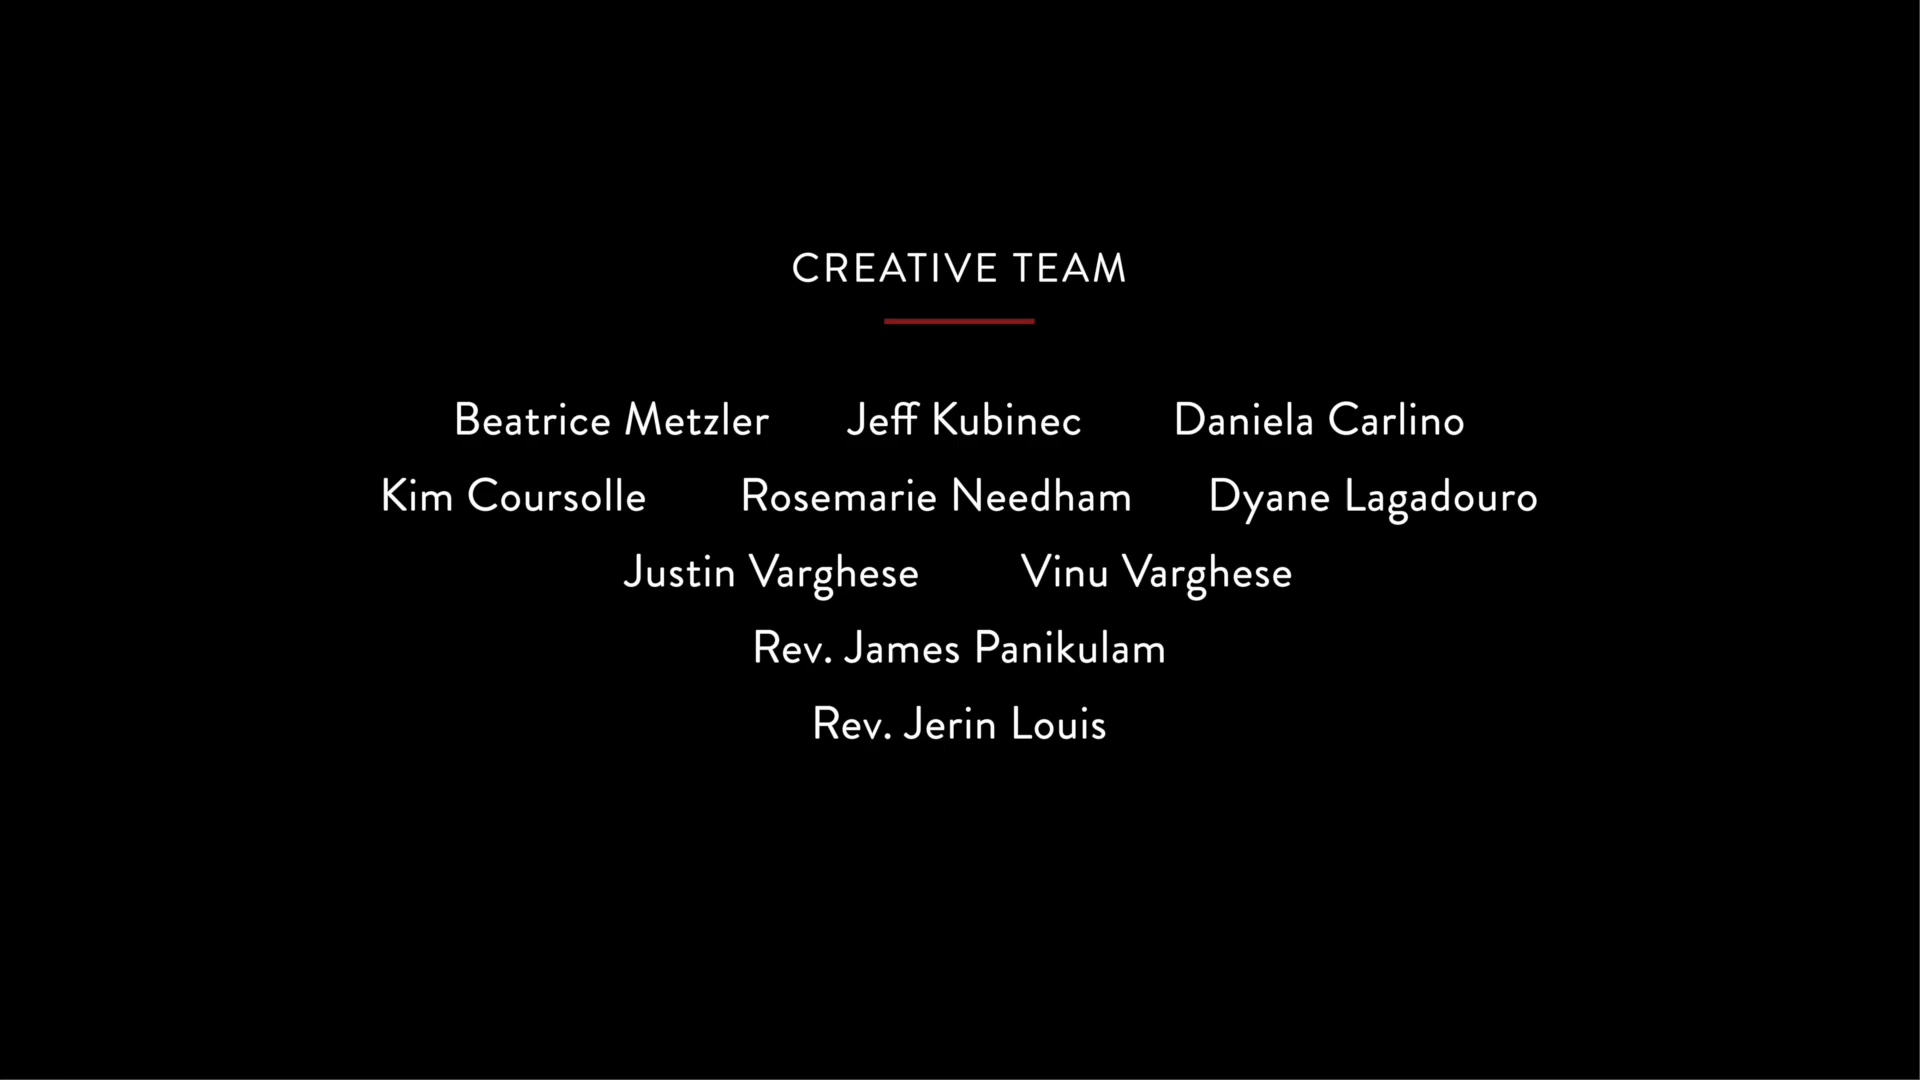 CREATIVE TEAM
Beatrice Metzler Jeff Kubinec Daniela Carlino
Kim Coursolle Rosemarie Needham Dyane Lagadouro
Justin Varghese Vinu Varghese
Rev. James Panikulam
Rev. Jerin Louis